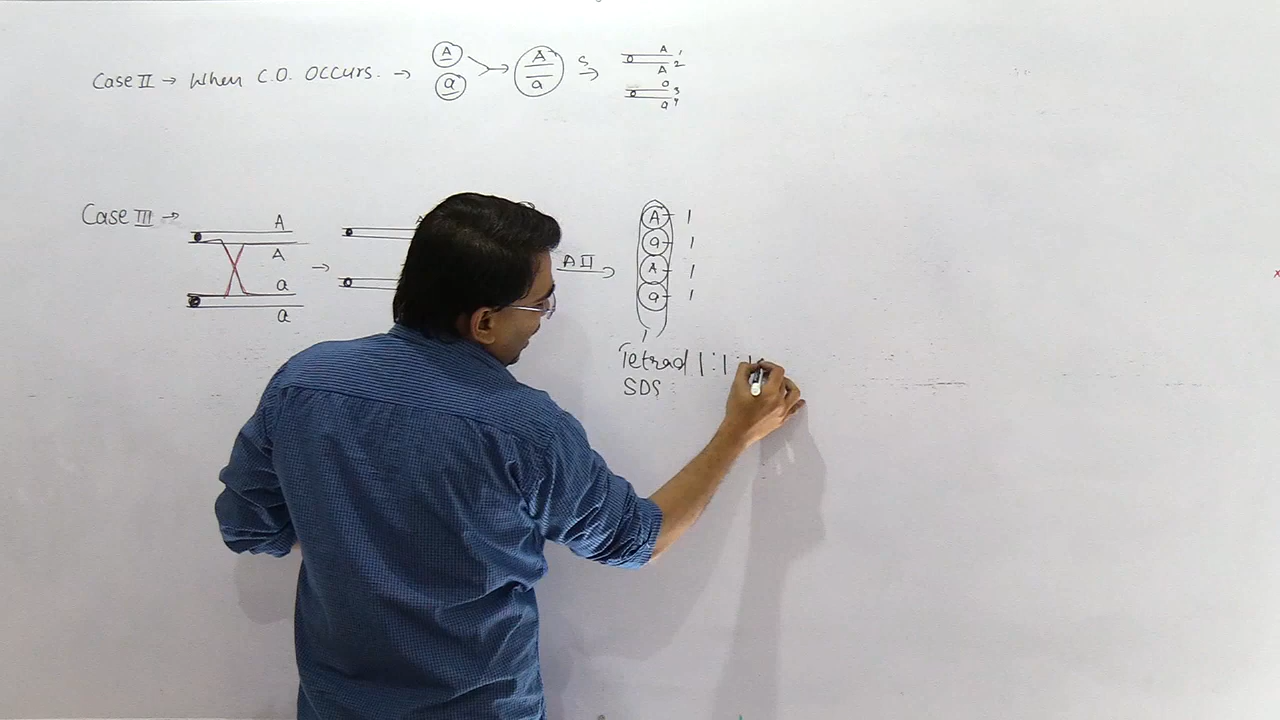 Case II → When C.O. occurs. →
A
a
A
a
S
A 1
2
A
a 3
a 4
Case III →
A
A
a
a
A II
A 1
a 1
A 1
a 1
Tetrad 1:1:1
SDS